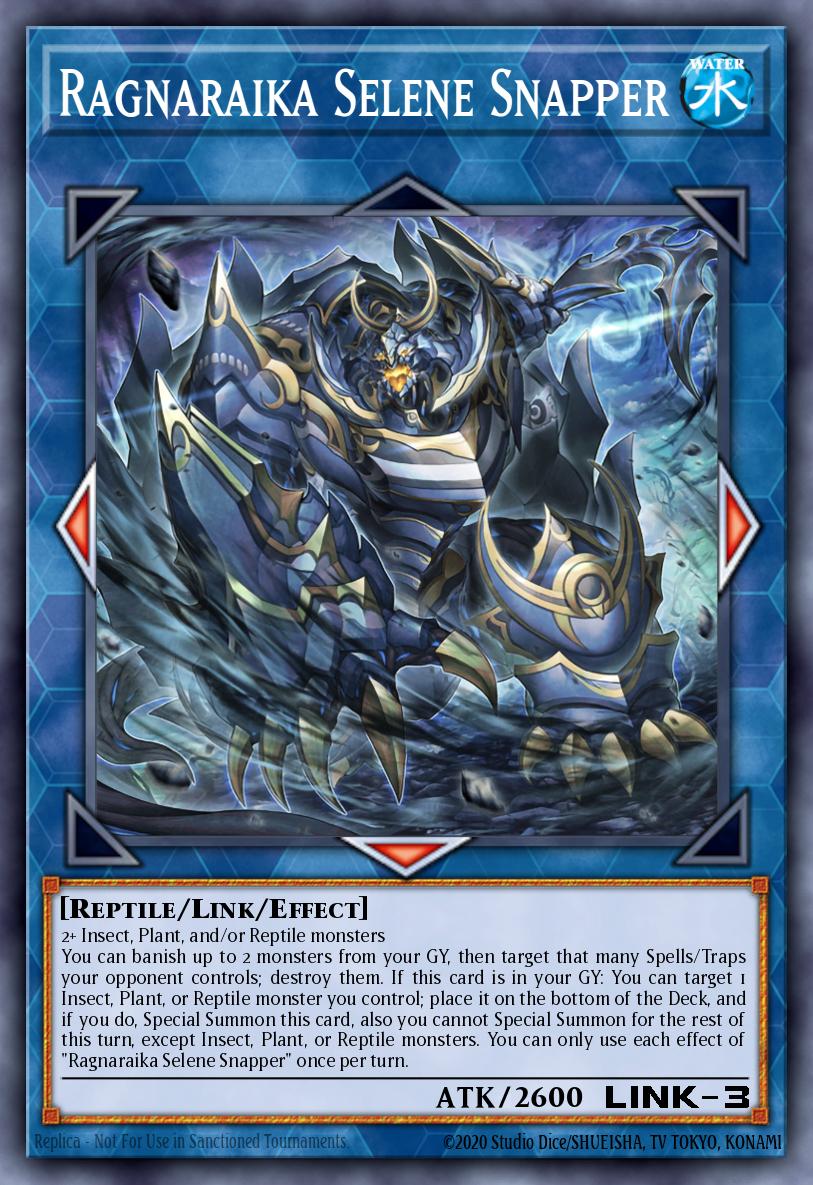 Ragnaraika Selene Snapper
WATER
水
[Reptile/Link/Effect]
2+ Insect, Plant, and/or Reptile monsters
You can banish up to 2 monsters from your GY, then target that many Spells/Traps
your opponent controls; destroy them. If this card is in your GY: You can target 1
Insect, Plant, or Reptile monster you control; place it on the bottom of the Deck, and
if you do, Special Summon this card, also you cannot Special Summon for the rest of
this turn, except Insect, Plant, or Reptile monsters. You can only use each effect of
"Ragnaraika Selene Snapper" once per turn.
ATK/2600 LINK-3
Replica - Not For Use in Sanctioned Tournaments.
©2020 Studio Dice/SHUEISHA, TV TOKYO, KONAMI